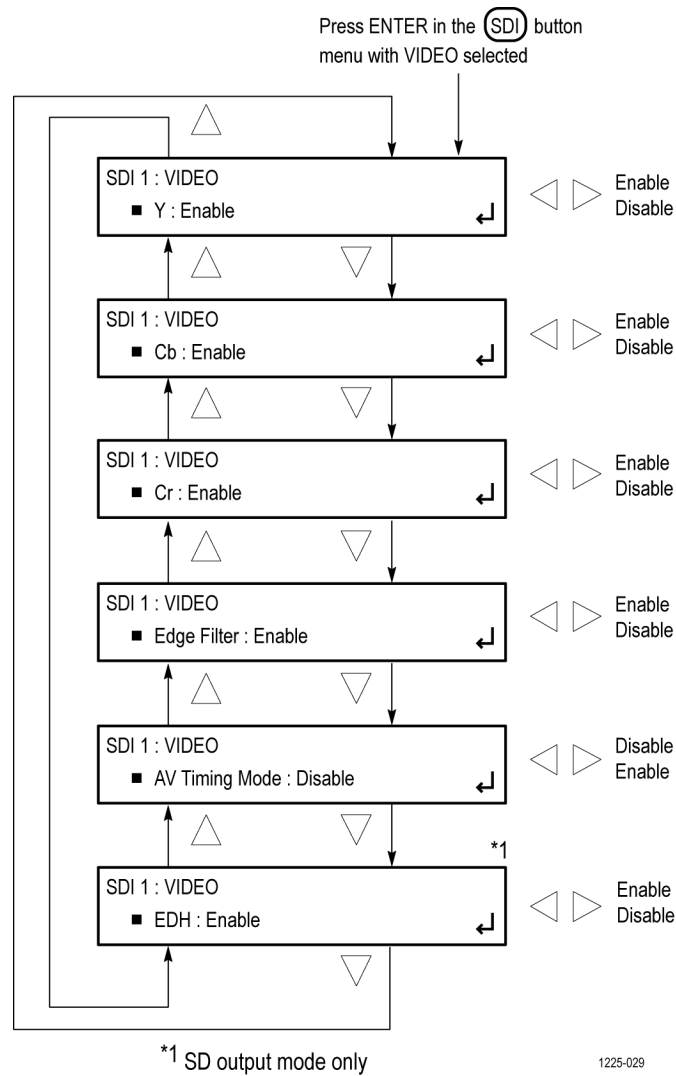 Press ENTER in the SDI button
menu with VIDEO selected
SDI 1 : VIDEO
■ Y : Enable
Enable
Disable
SDI 1 : VIDEO
■ Cb : Enable
Enable
Disable
SDI 1 : VIDEO
■ Cr : Enable
Enable
Disable
SDI 1 : VIDEO
■ Edge Filter : Enable
Enable
Disable
SDI 1 : VIDEO
■ AV Timing Mode : Disable
Disable
Enable
*1
SDI 1 : VIDEO
■ EDH : Enable
Enable
Disable
*1 SD output mode only
1225-029